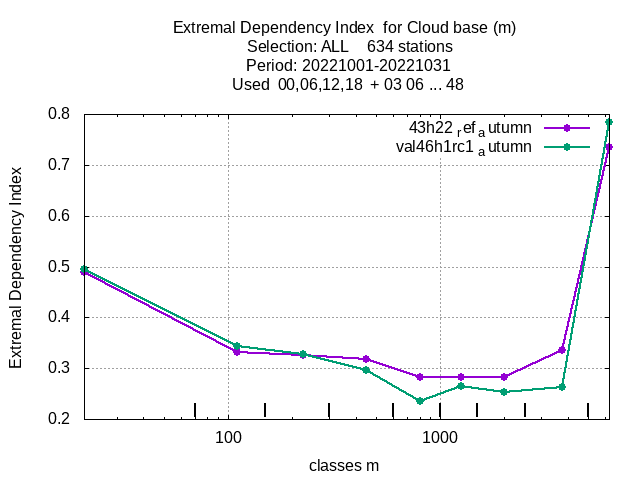 Extremal Dependency Index  for Cloud base (m)
Selection: ALL    634 stations
Period: 20221001-20221031
Used  00,06,12,18  + 03 06 ... 48
43h22 ref autumn
val46h1rc1 autumn
Extremal Dependency Index
0.8
0.7
0.6
0.5
0.4
0.3
0.2
100 1000
classes m